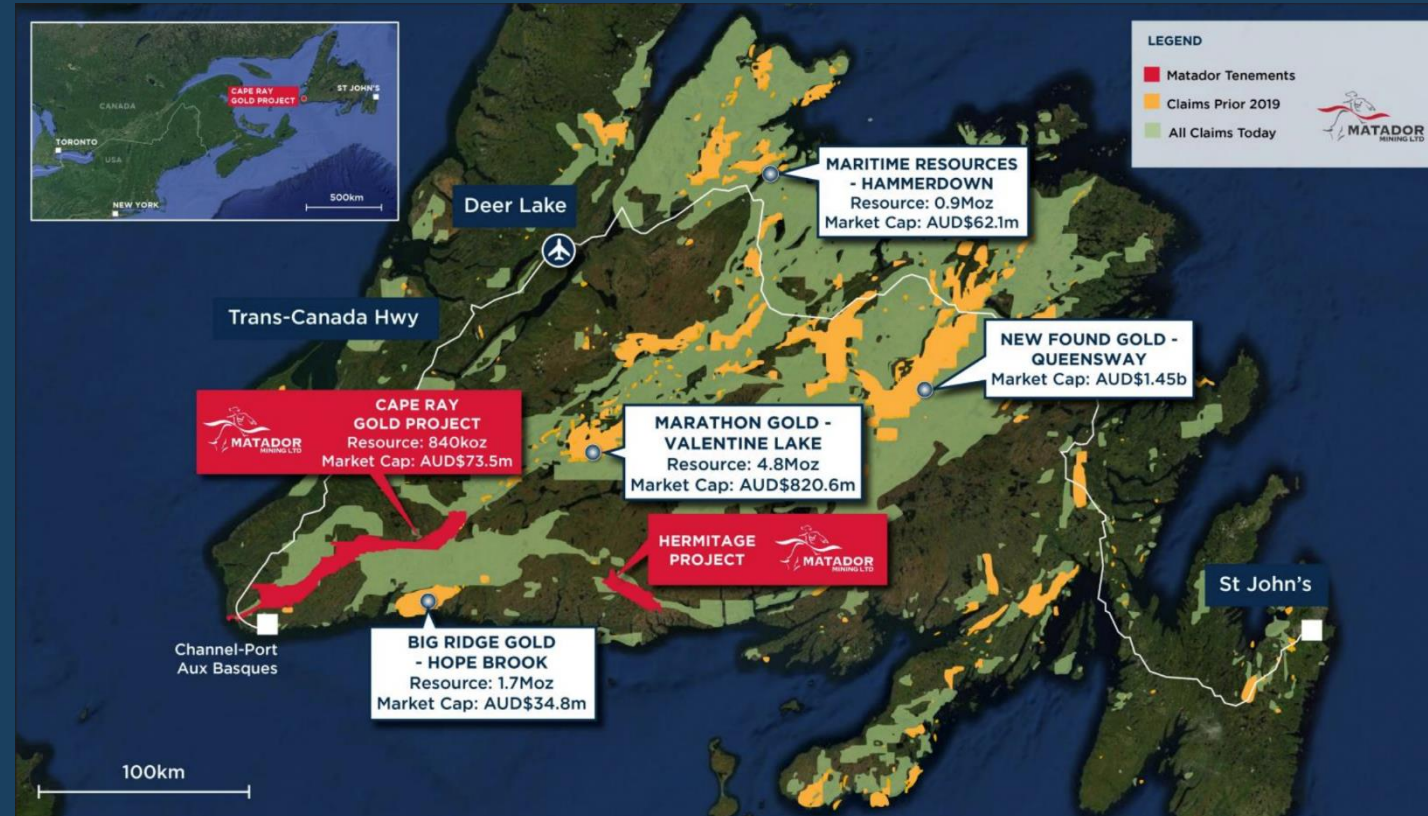 CANADA
CAPE RAY
GOLD PROJECT
ST JOHN'S
TORONTO
USA
NEW YORK
500km
LEGEND
Matador Tenements
Claims Prior 2019
All Claims Today
MATADOR
MINING LTD
MARITIME RESOURCES
- HAMMERDOWN
Resource: 0.9Moz
Market Cap: AUD$62.1m
Deer Lake
Trans-Canada Hwy
NEW FOUND GOLD -
QUEENSWAY
Market Cap: AUD$1.45b
MATADOR
MINING LTD
CAPE RAY
GOLD PROJECT
Resource: 840koz
Market Cap: AUD$73.5m
MARATHON GOLD -
VALENTINE LAKE
Resource: 4.8Moz
Market Cap: AUD$820.6m
HERMITAGE
PROJECT
MATADOR
MINING LTD
St John's
Channel-Port
Aux Basques
BIG RIDGE GOLD
- HOPE BROOK
Resource: 1.7Moz
Market Cap: AUD$34.8m
100km